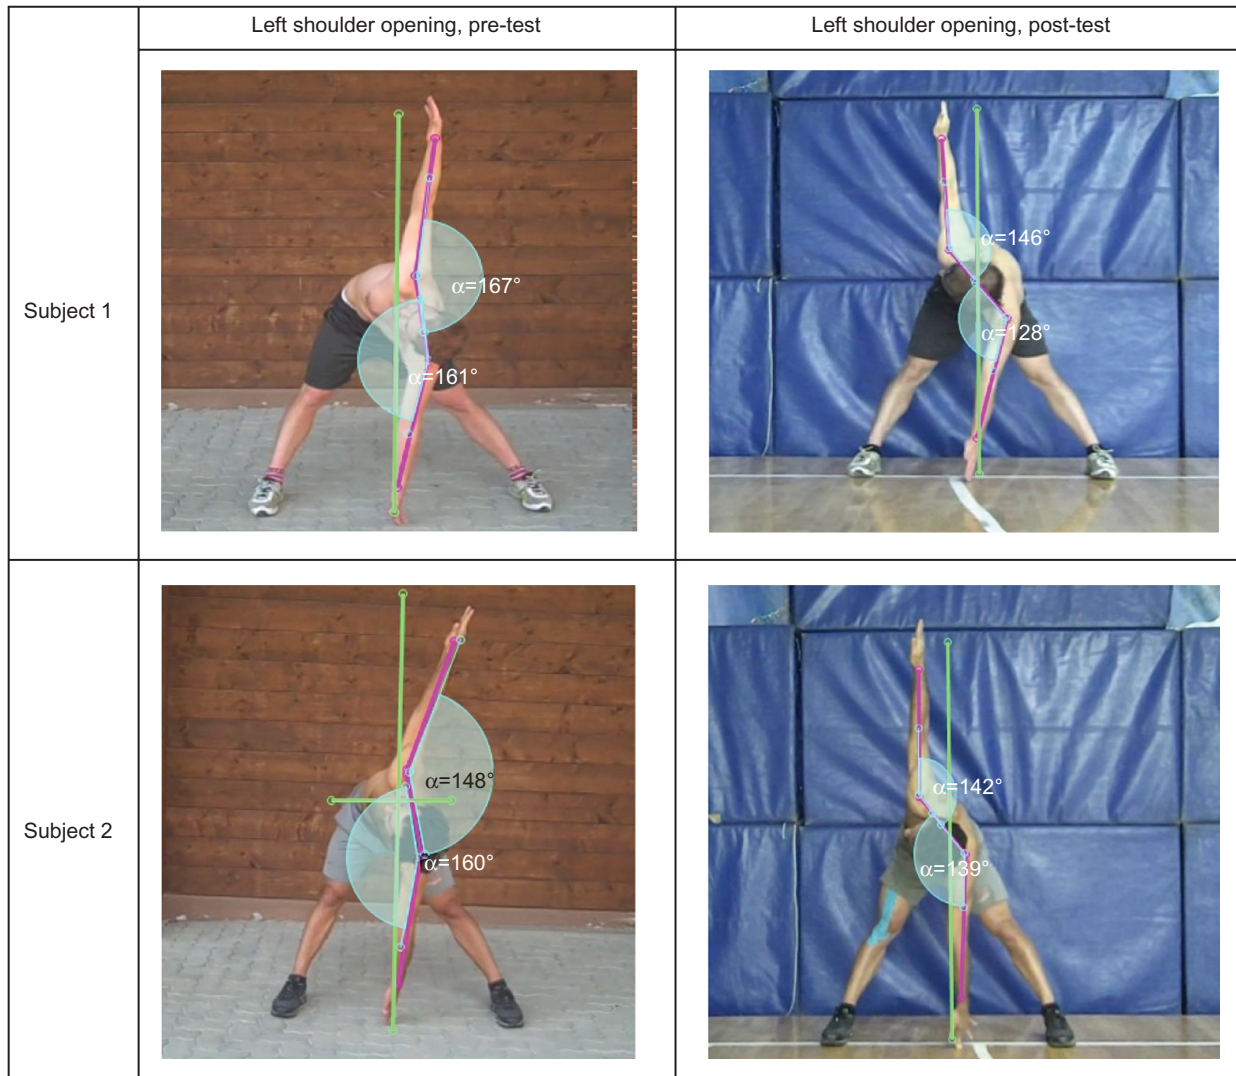 Left shoulder opening, pre-test
Left shoulder opening, post-test
Subject 1
α=167°
α=161°
α=146°
α=128°
Subject 2
α=148°
α=160°
α=142°
α=139°